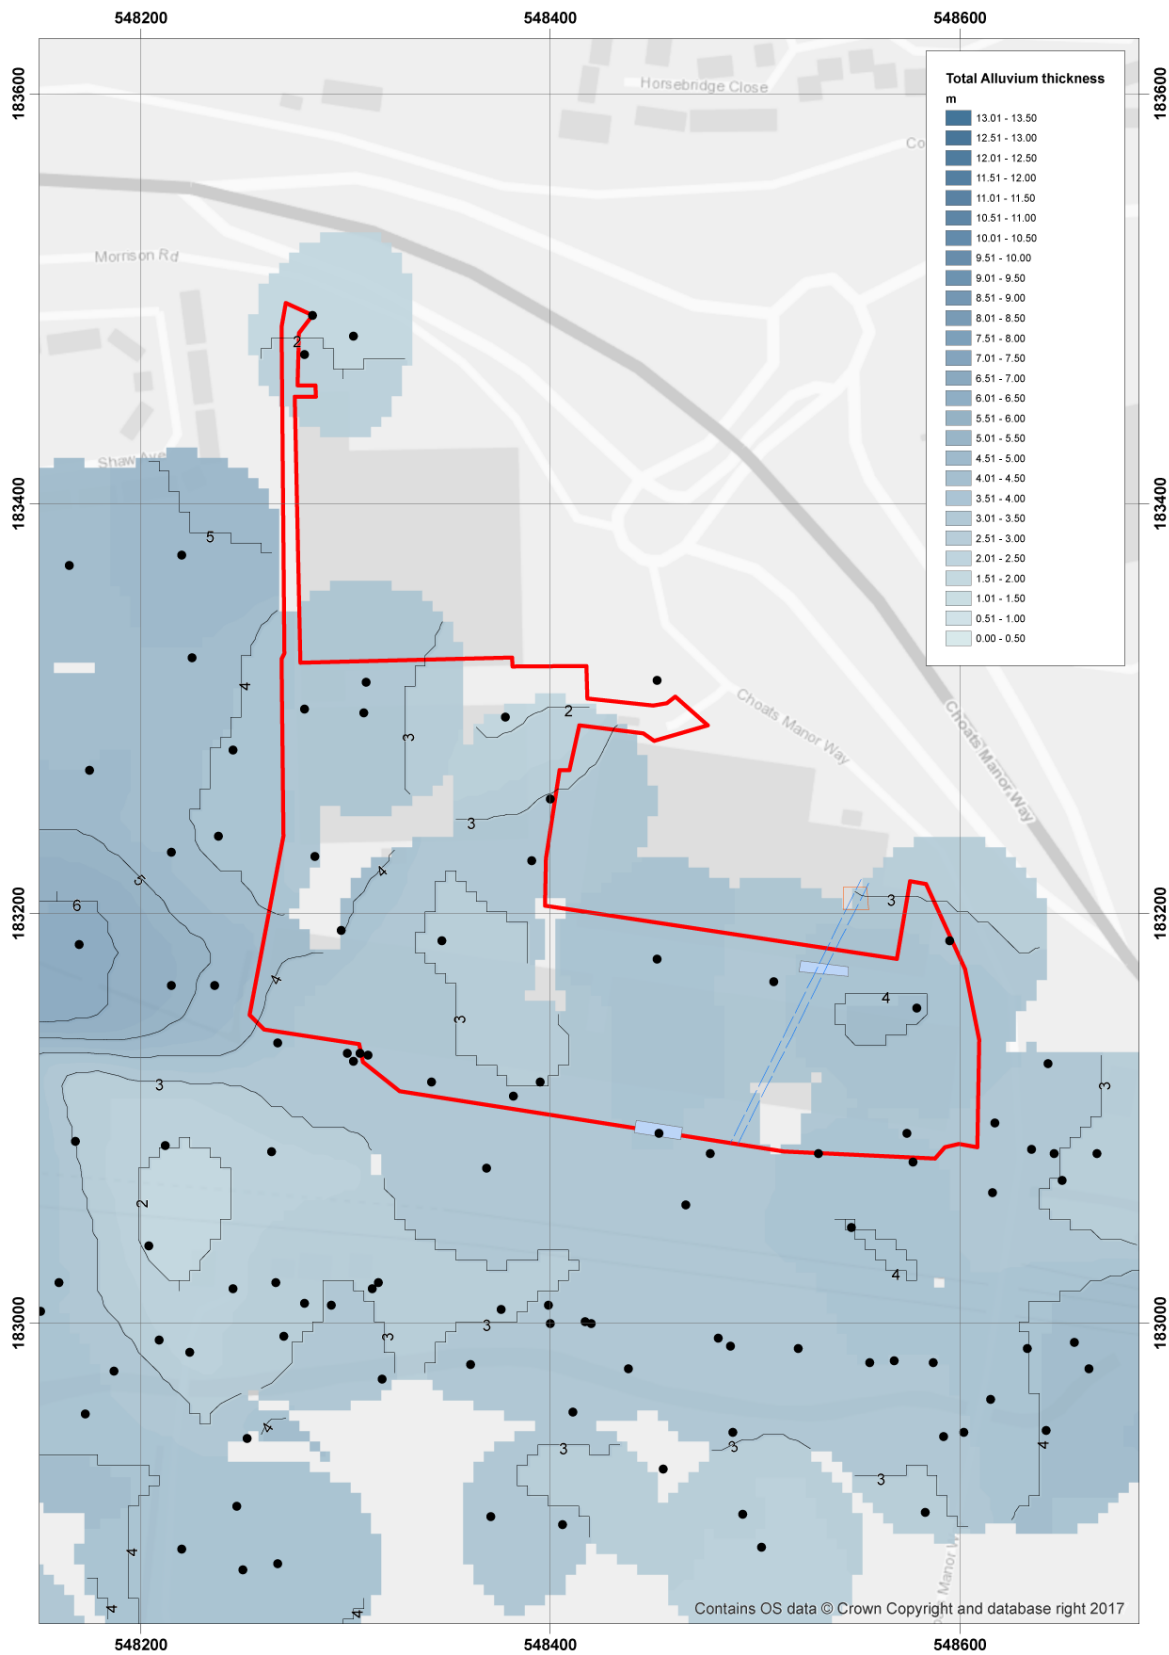 548200
548400
548600
183600
183600
Horsebridge Close
Co
Total Alluvium thickness
m
13.01 - 13.50
12.51 - 13.00
12.01 - 12.50
11.51 - 12.00
11.01 - 11.50
10.51 - 11.00
10.01 - 10.50
9.51 - 10.00
9.01 - 9.50
8.51 - 9.00
8.01 - 8.50
7.51 - 8.00
7.01 - 7.50
6.51 - 7.00
6.01 - 6.50
5.51 - 6.00
5.01 - 5.50
4.51 - 5.00
4.01 - 4.50
3.51 - 4.00
3.01 - 3.50
2.51 - 3.00
2.01 - 2.50
1.51 - 2.00
1.01 - 1.50
0.51 - 1.00
0.00 - 0.50
Morrison Rd
2
Shaw Ave
183400
183400
5
4
2
3
Choats Manor Way
Choats Manor Way
3
4
5
6
3
183200
183200
4
4
3
3
3
2
4
183000
183000
3
3
4
3
3
3
4
4
4
4
Manor W
Contains OS data © Crown Copyright and database right 2017
548200
548400
548600